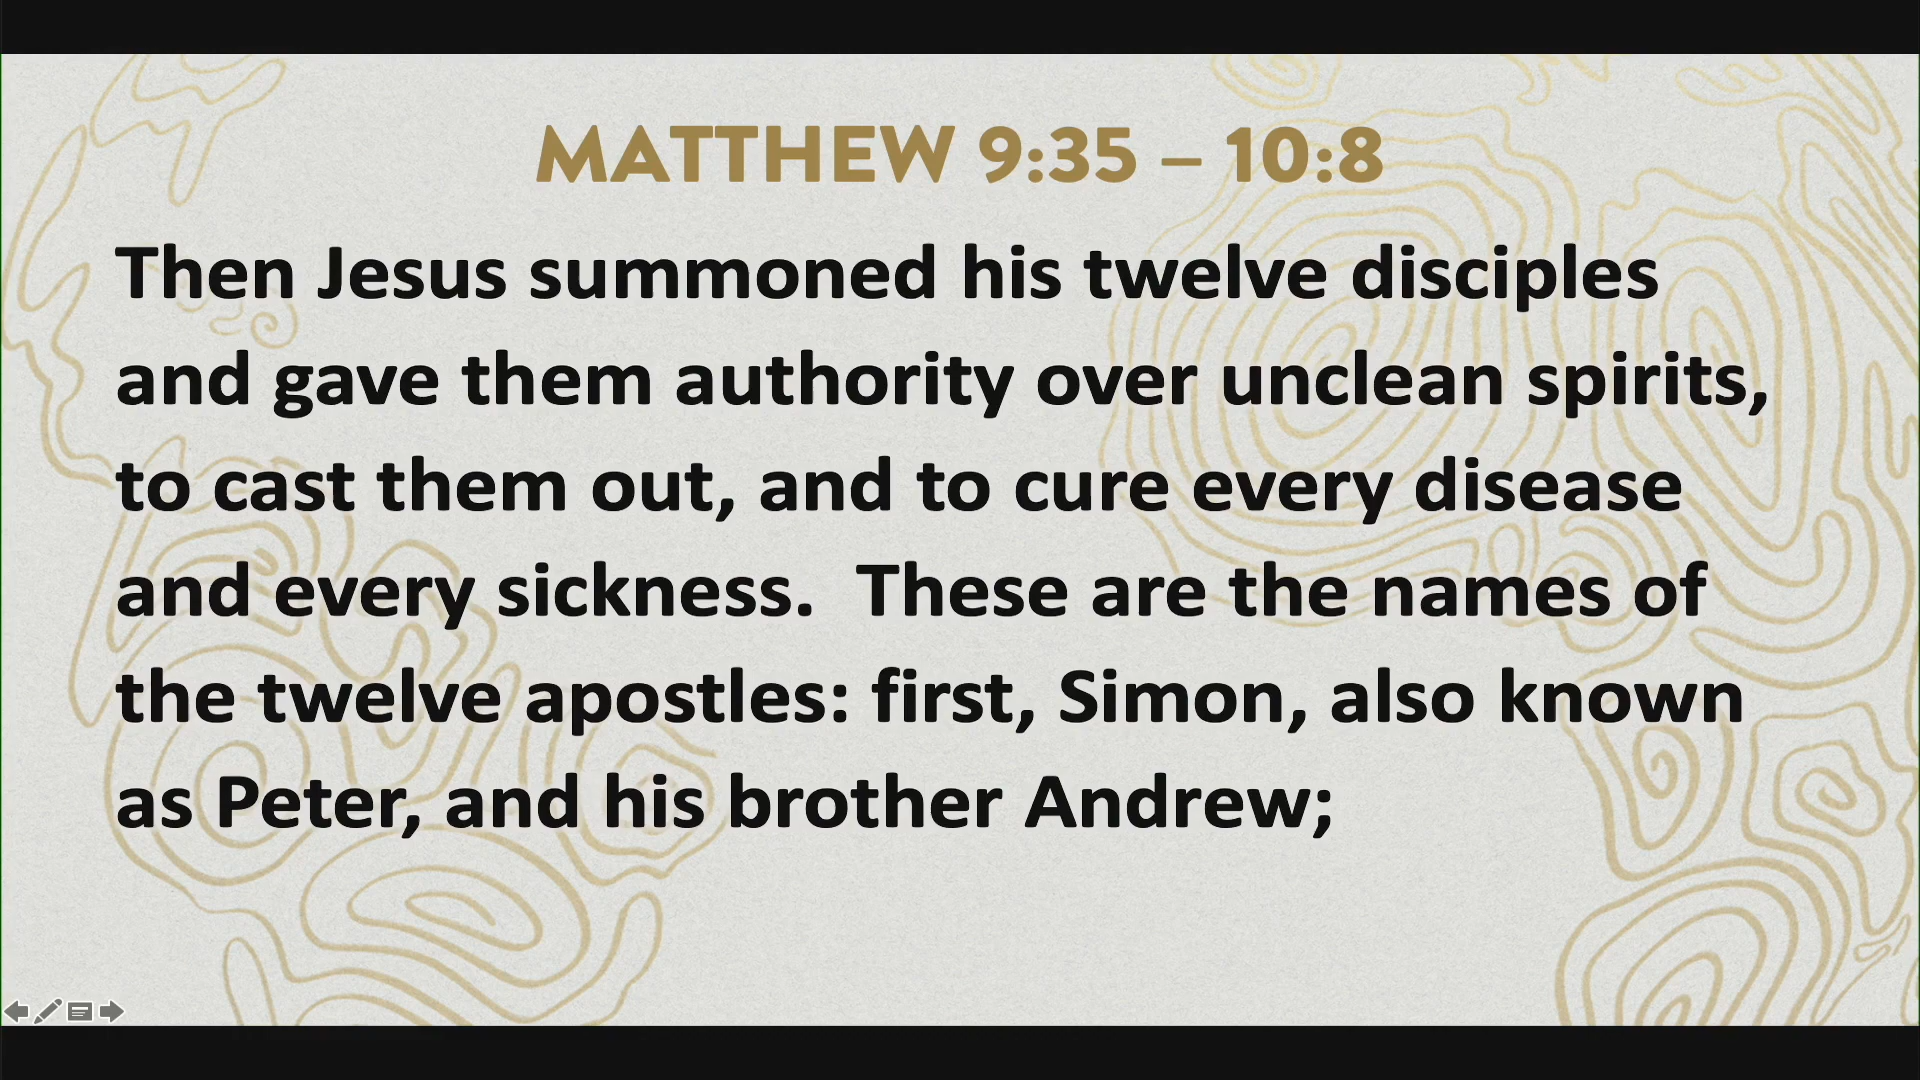 MATTHEW 9:35 – 10:8
Then Jesus summoned his twelve disciples
and gave them authority over unclean spirits,
to cast them out, and to cure every disease
and every sickness.  These are the names of
the twelve apostles: first, Simon, also known
as Peter, and his brother Andrew;